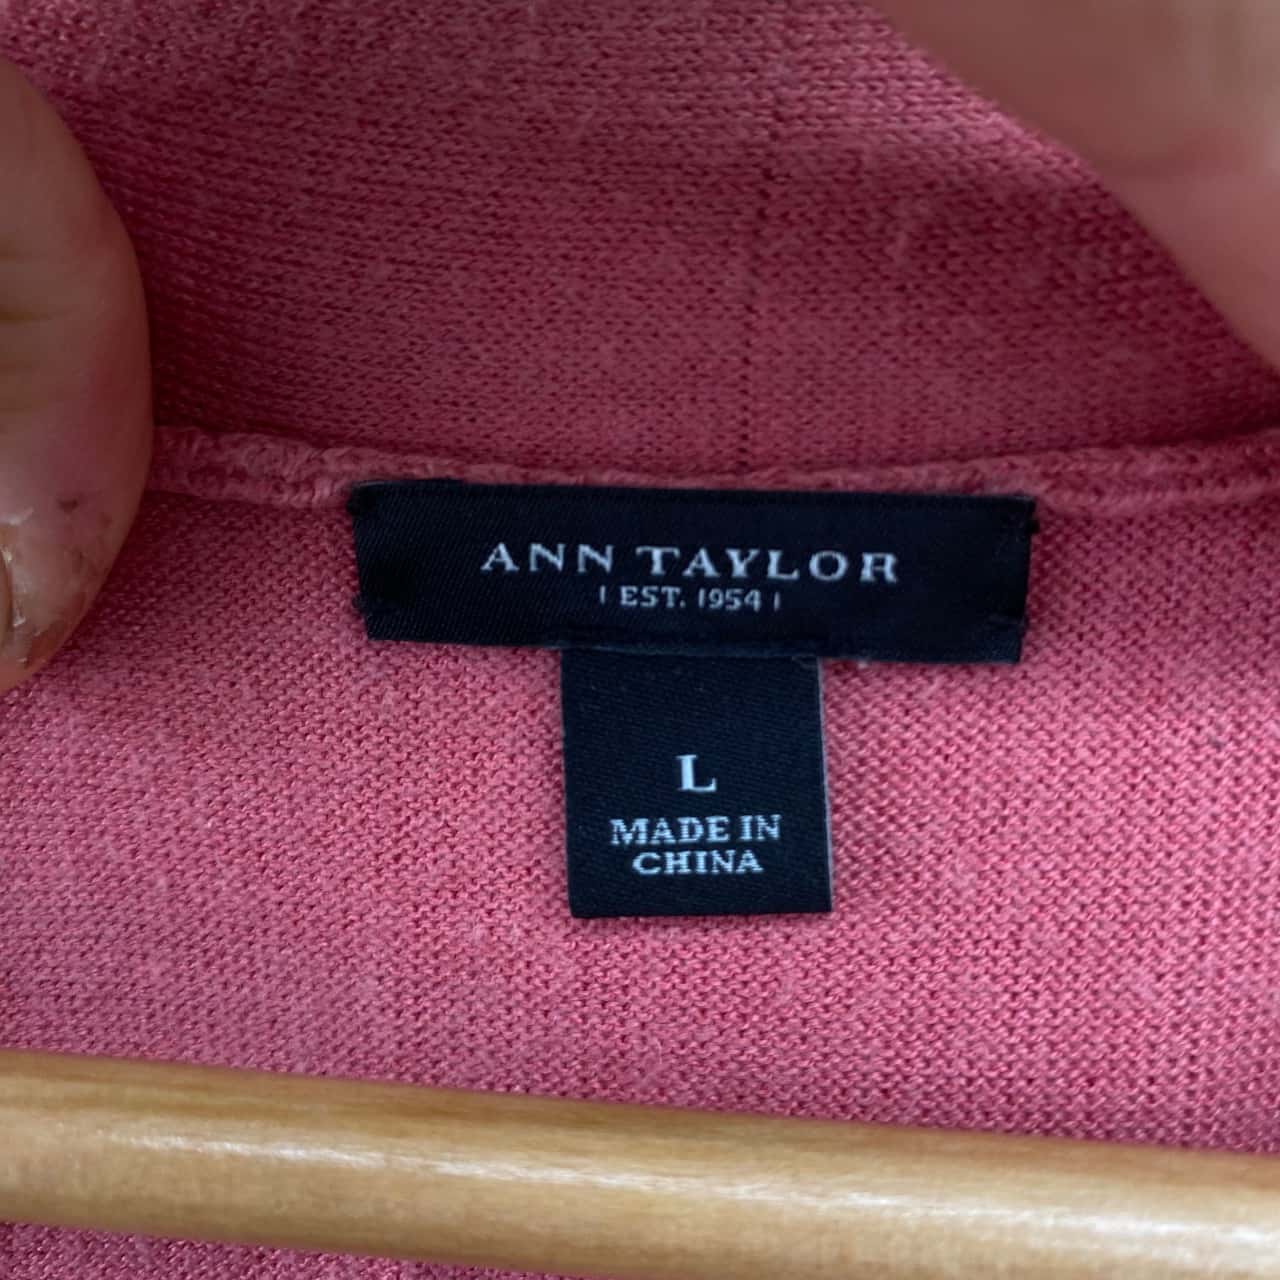 ANN TAYLOR
| EST. 1954 |
L
MADE IN
CHINA